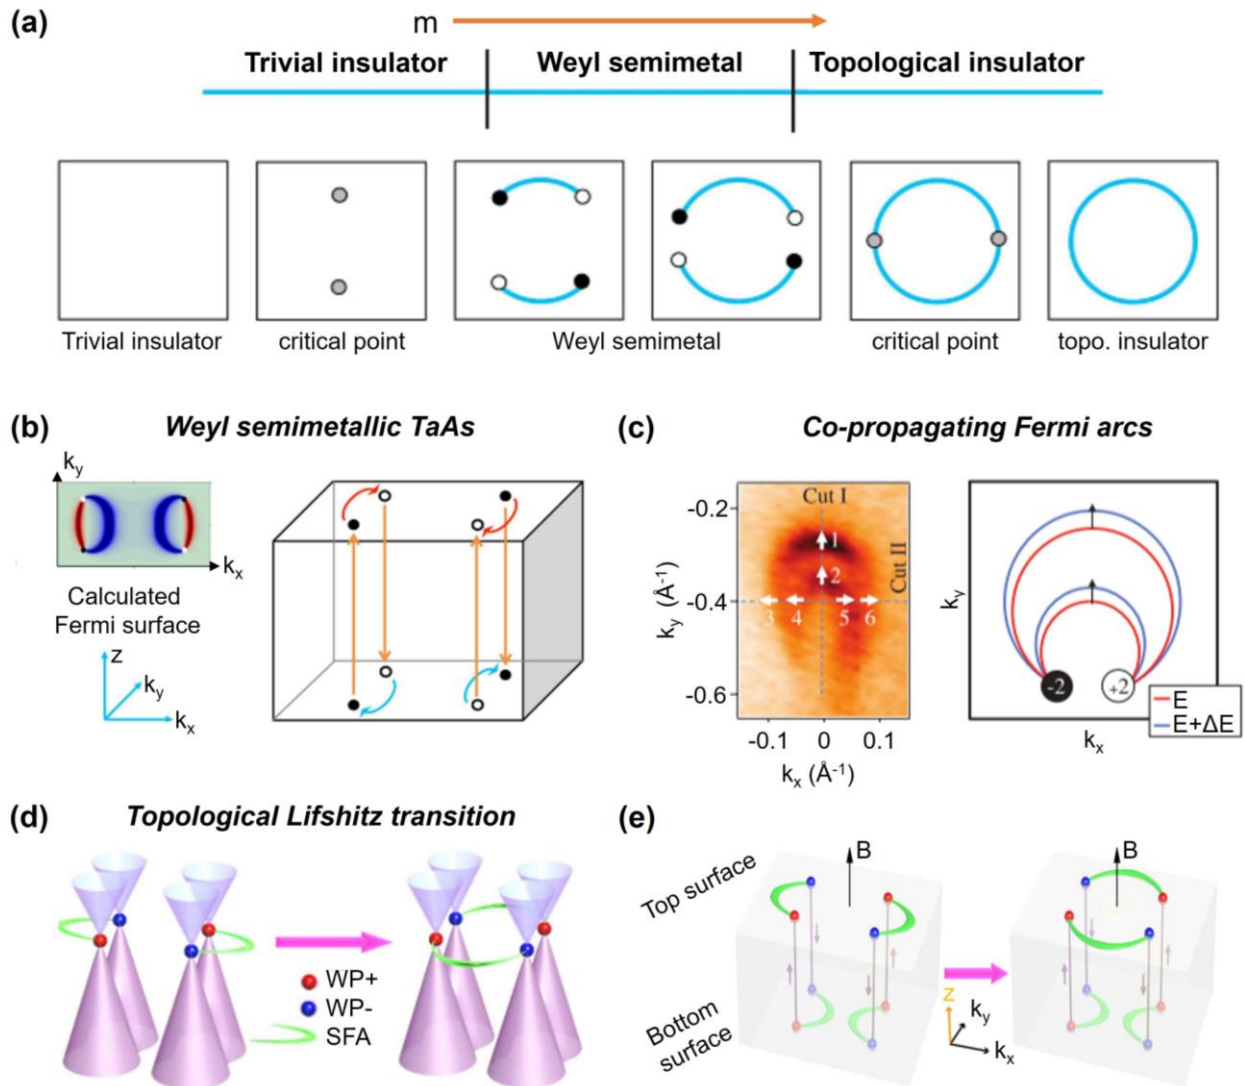 (a)
m
Trivial insulator
Weyl semimetal
Topological insulator
Trivial insulator
critical point
Weyl semimetal
critical point
topo. insulator
(b)
Weyl semimetallic TaAs
k_y
k_x
Calculated
Fermi surface
z
k_y
k_x
(c)
Co-propagating Fermi arcs
Cut I
Cut II
1
2
3
4
5
6
-0.2
-0.4
-0.6
k_y (Å⁻¹)
-0.1
0
0.1
k_x (Å⁻¹)
k_y
-2
+2
E
E+ΔE
k_x
(d)
Topological Lifshitz transition
WP+
WP-
SFA
(e)
Top surface
B
B
Bottom
surface
z
k_y
k_x